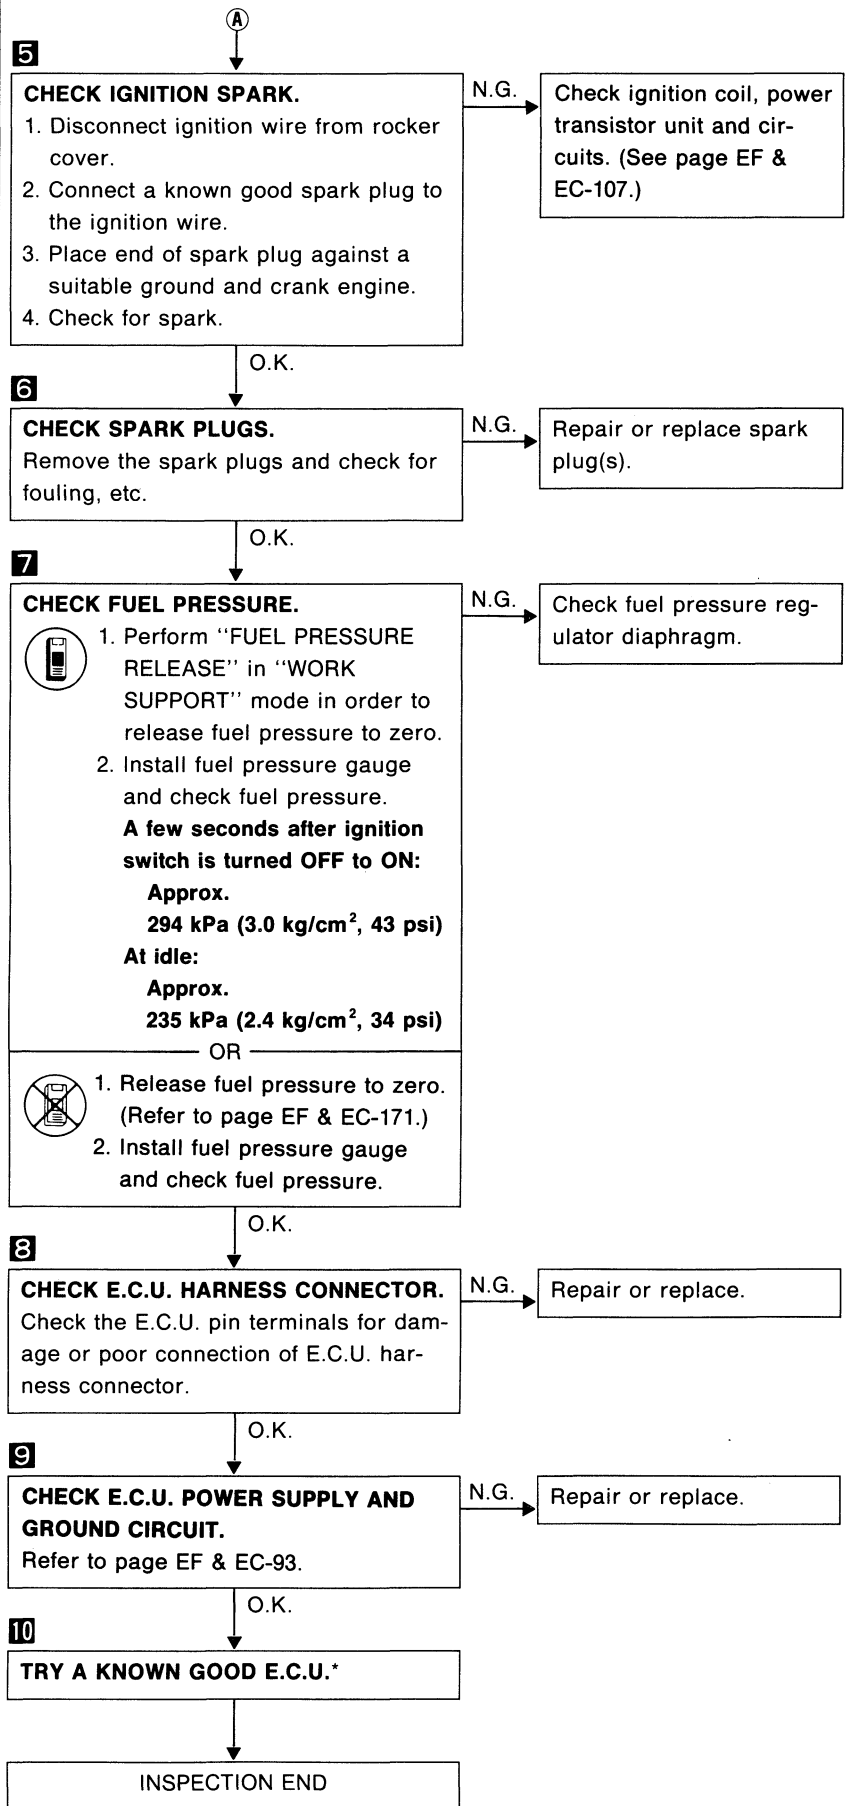 A
5
CHECK IGNITION SPARK.
1. Disconnect ignition wire from rocker
cover.
2. Connect a known good spark plug to
the ignition wire.
3. Place end of spark plug against a
suitable ground and crank engine.
4. Check for spark.
N.G.
Check ignition coil, power
transistor unit and cir-
cuits. (See page EF &
EC-107.)
O.K.
6
CHECK SPARK PLUGS.
Remove the spark plugs and check for
fouling, etc.
N.G.
Repair or replace spark
plug(s).
O.K.
7
CHECK FUEL PRESSURE.
1. Perform ‘‘FUEL PRESSURE
RELEASE’’ in ‘‘WORK
SUPPORT’’ mode in order to
release fuel pressure to zero.
2. Install fuel pressure gauge
and check fuel pressure.
A few seconds after ignition
switch is turned OFF to ON:
Approx.
294 kPa (3.0 kg/cm², 43 psi)
At idle:
Approx.
235 kPa (2.4 kg/cm², 34 psi)
OR
1. Release fuel pressure to zero.
(Refer to page EF & EC-171.)
2. Install fuel pressure gauge
and check fuel pressure.
N.G.
Check fuel pressure reg-
ulator diaphragm.
O.K.
8
CHECK E.C.U. HARNESS CONNECTOR.
Check the E.C.U. pin terminals for dam-
age or poor connection of E.C.U. har-
ness connector.
N.G.
Repair or replace.
O.K.
9
CHECK E.C.U. POWER SUPPLY AND
GROUND CIRCUIT.
Refer to page EF & EC-93.
N.G.
Repair or replace.
O.K.
10
TRY A KNOWN GOOD E.C.U.*
INSPECTION END